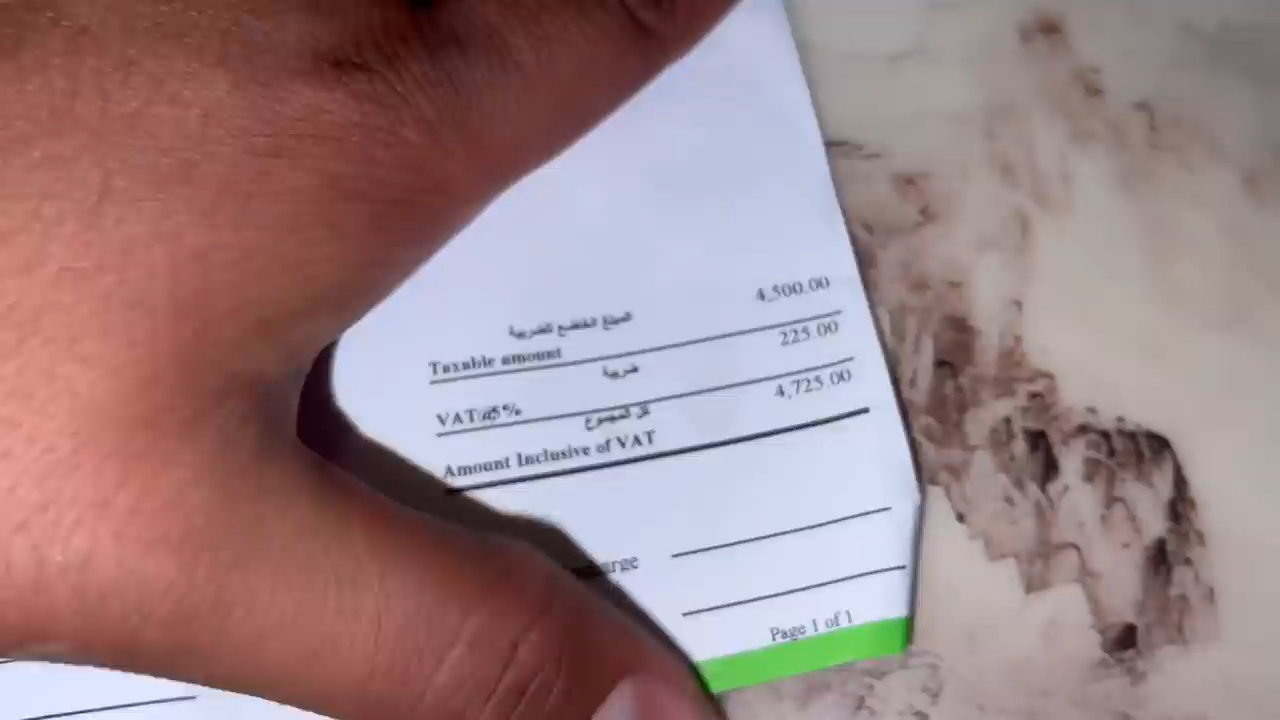 المبلغ الخاضع للضريبة 4,500.00
Taxable amount
ضريبة 225.00
VAT@5%
كل المجموع 4,725.00
Amount Inclusive of VAT
Page 1 of 1